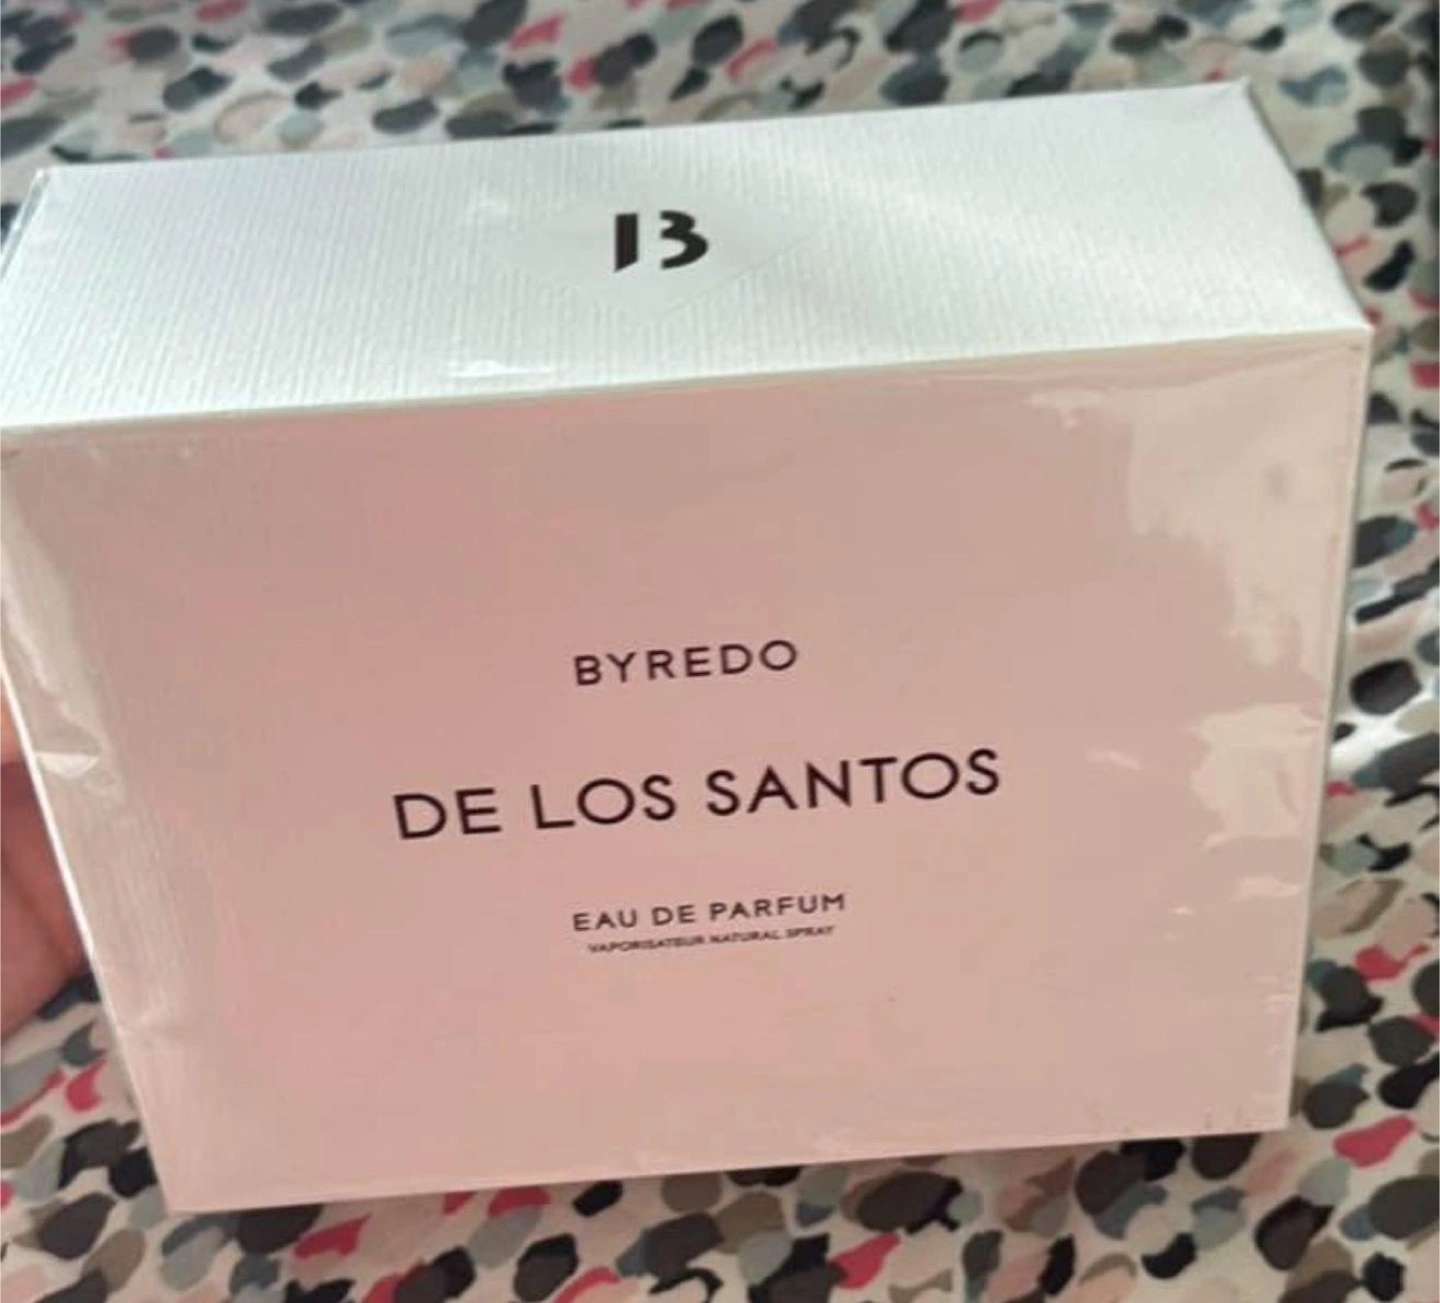 B
BYREDO
DE LOS SANTOS
EAU DE PARFUM
VAPORISATEUR NATURAL SPRAY